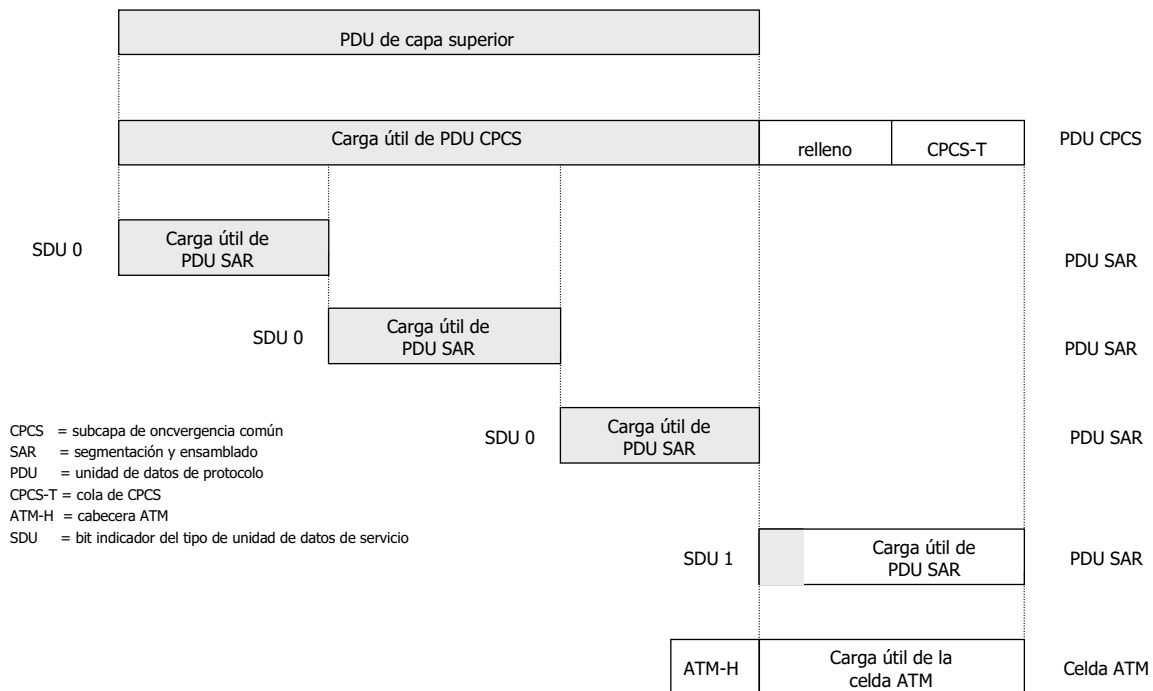 PDU de capa superior
Carga útil de PDU CPCS
relleno
CPCS-T
PDU CPCS
SDU 0
Carga útil de
PDU SAR
PDU SAR
SDU 0
Carga útil de
PDU SAR
PDU SAR
SDU 0
Carga útil de
PDU SAR
PDU SAR
CPCS = subcapa de oncvergencia común
SAR = segmentación y ensamblado
PDU = unidad de datos de protocolo
CPCS-T = cola de CPCS
ATM-H = cabecera ATM
SDU = bit indicador del tipo de unidad de datos de servicio
SDU 1
Carga útil de
PDU SAR
PDU SAR
ATM-H
Carga útil de la
celda ATM
Celda ATM